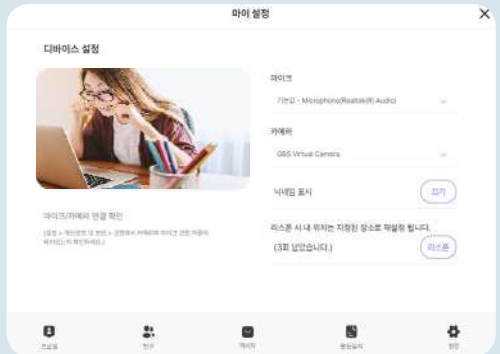 마이 설정
디바이스 설정
마이크
기본값 - Microphone(Realtek(R) Audio)
카메라
OBS Virtual Camera
닉네임 표시
끄기
마이크/카메라 연결 확인
리스폰 시 내 위치는 지정된 장소로 재설정 됩니다.
(3회 남았습니다.)
리스폰
프로필
친구
메시지
설정